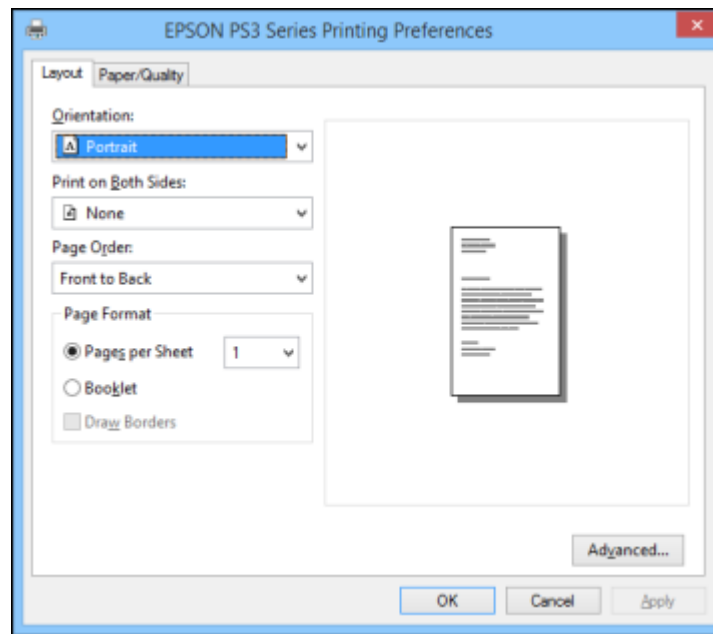 EPSON PS3 Series Printing Preferences
Layout Paper/Quality
Orientation:
Portrait
Print on Both Sides:
None
Page Order:
Front to Back
Page Format
Pages per Sheet 1
Booklet
Draw Borders
Advanced...
OK Cancel Apply